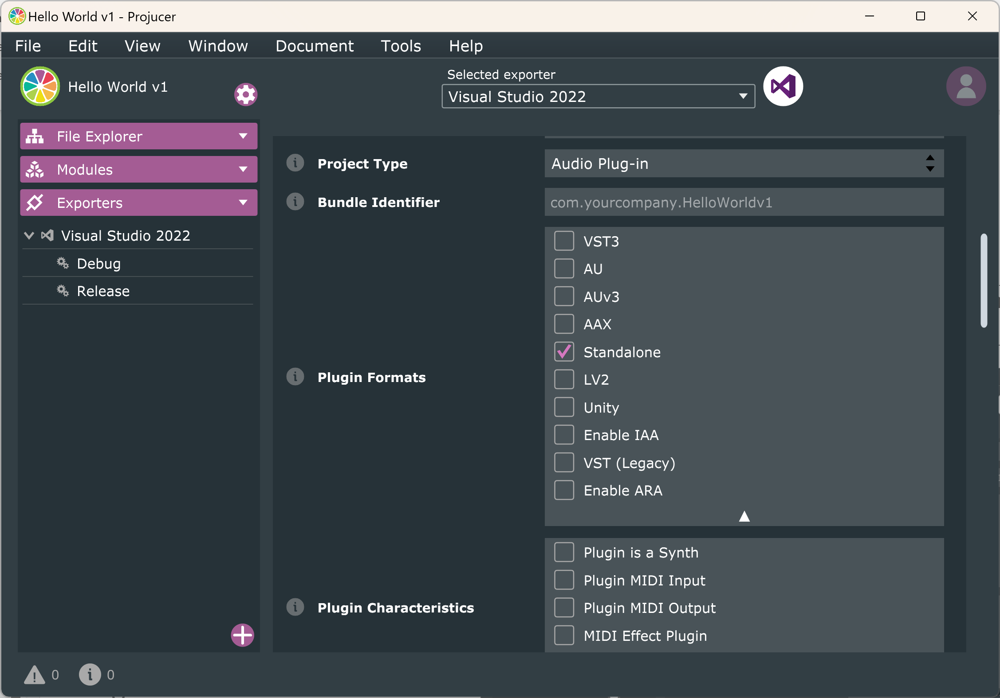 Hello World v1 - Projucer
File Edit View Window Document Tools Help
Hello World v1
Selected exporter
Visual Studio 2022
File Explorer
Modules
Exporters
Visual Studio 2022
Debug
Release
Project Type
Audio Plug-in
Bundle Identifier
com.yourcompany.HelloWorldv1
Plugin Formats
VST3
AU
AUv3
AAX
Standalone
LV2
Unity
Enable IAA
VST (Legacy)
Enable ARA
Plugin Characteristics
Plugin is a Synth
Plugin MIDI Input
Plugin MIDI Output
MIDI Effect Plugin
0
0